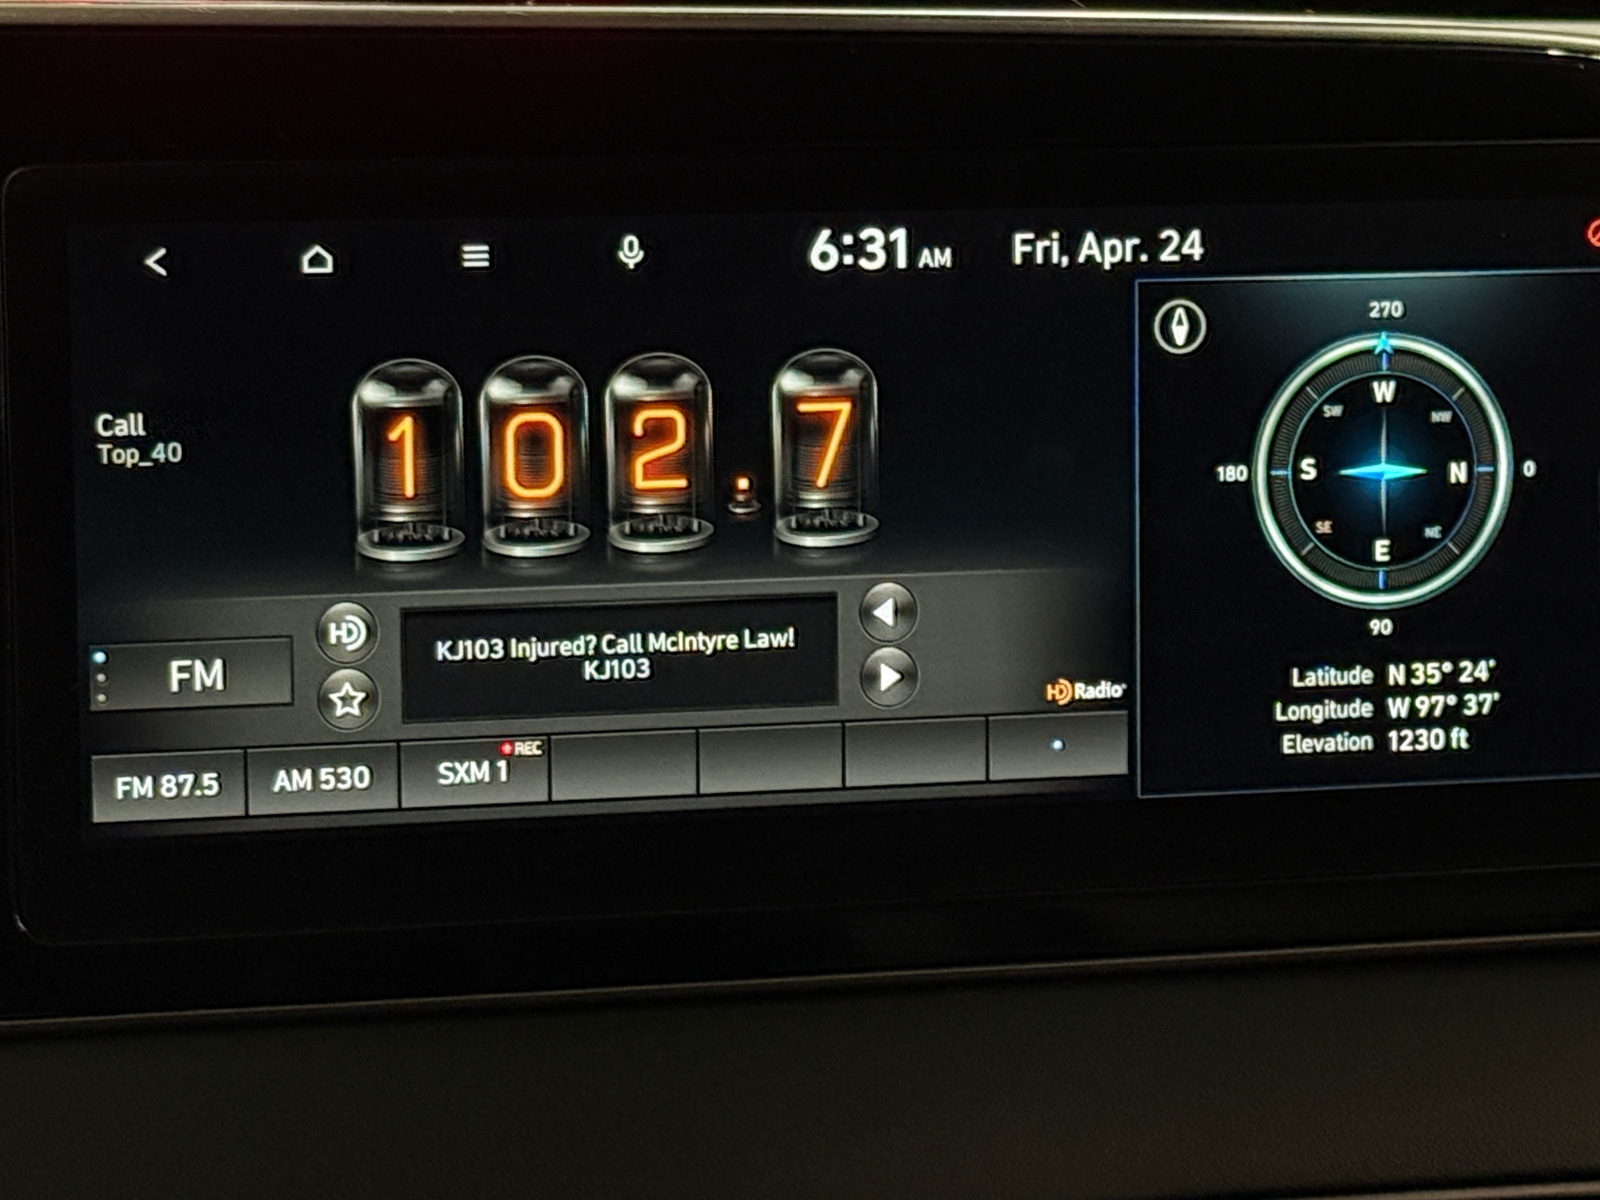 6:31 AM Fri, Apr. 24
Call
Top_40
102.7
HD
KJ103 Injured? Call McIntyre Law!
KJ103
FM
HD Radio
FM 87.5
AM 530
REC
SXM 1
270
W
SW
NW
180
S
N
0
SE
NE
E
90
Latitude N 35° 24'
Longitude W 97° 37'
Elevation 1230 ft